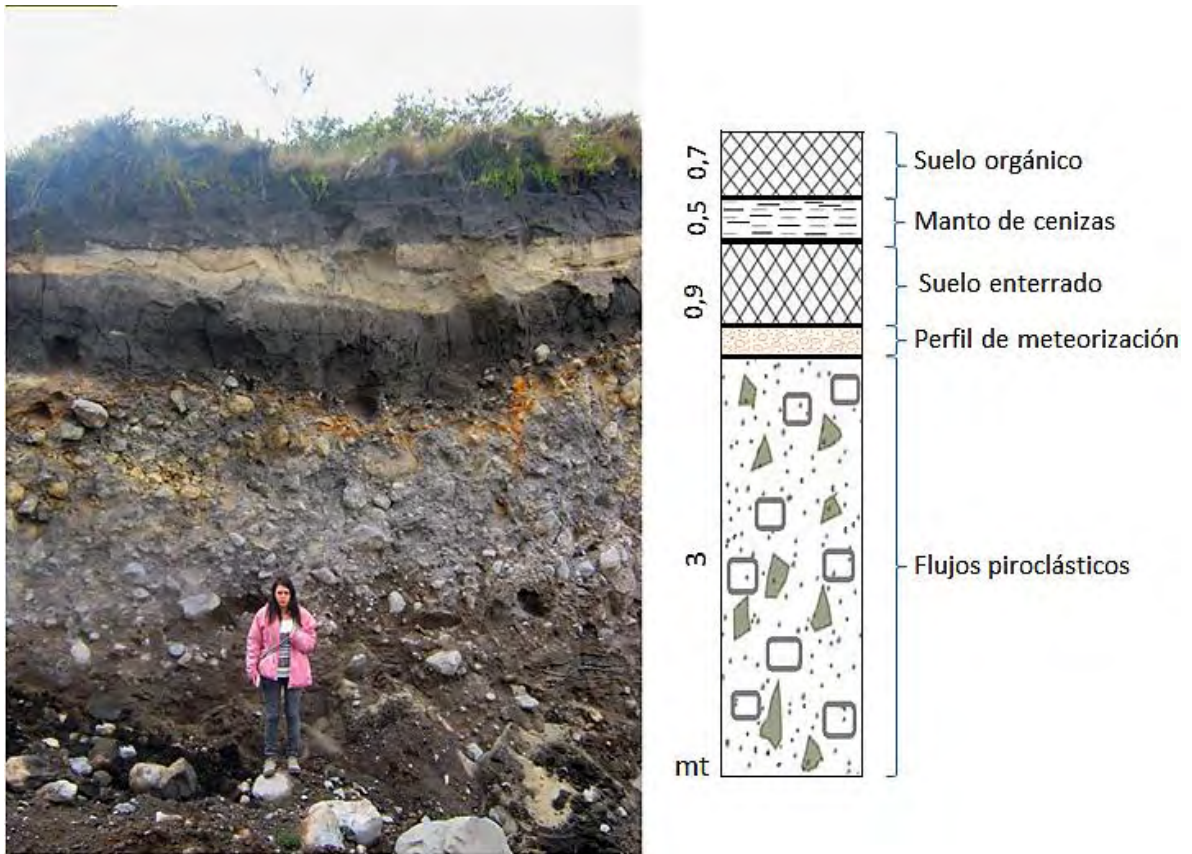 0,7
Suelo orgánico
0,5
Manto de cenizas
0,9
Suelo enterrado
Perfil de meteorización
3
Flujos piroclásticos
mt